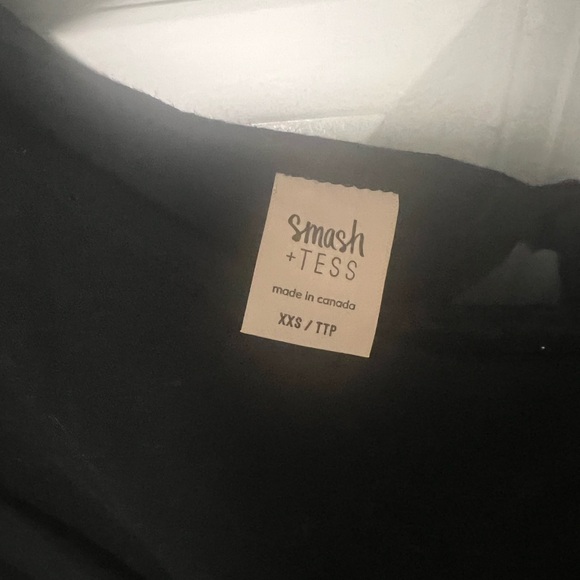 smash
+TESS
made in canada
XXS / TTP